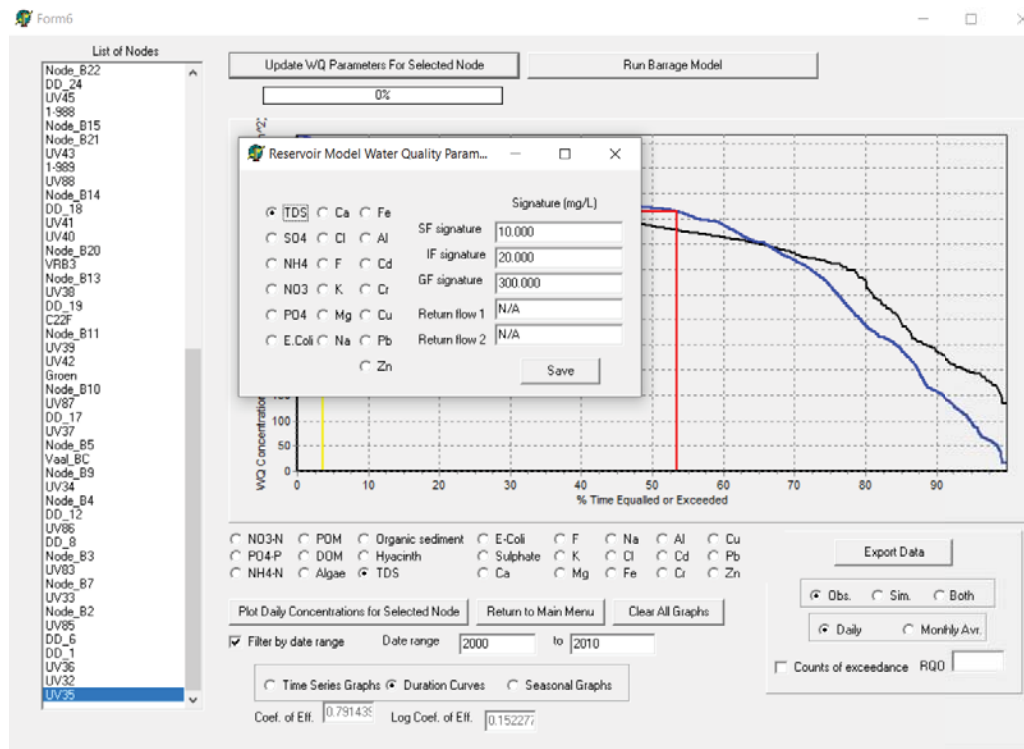 Form6
List of Nodes
Node_B22
DD_24
UV45
1-988
Node_B15
Node_B21
UV43
1-989
UV88
Node_B14
DD_18
UV41
UV40
Node_B20
VRB3
Node_B13
UV38
DD_19
C22F
Node_B11
UV39
UV42
Groen
Node_B10
UV87
DD_17
UV37
Node_B5
Vaal_BC
Node_B9
UV34
Node_B4
DD_12
UV86
DD_8
Node_B3
UV83
Node_B7
UV33
Node_B2
UV85
DD_6
DD_1
UV36
UV32
UV35
Update WQ Parameters For Selected Node
Run Barrage Model
0%
Reservoir Model Water Quality Param...
TDS Ca Fe
SO4 Cl Al
NH4 F Cd
NO3 K Cr
PO4 Mg Cu
E.Coli Na Pb
Zn
Signature (mg/L)
SF signature 10.000
IF signature 20.000
GF signature 300.000
Return flow 1 N/A
Return flow 2 N/A
Save
WQ Concentration
100
50
0
0 10 20 30 40 50 60 70 80 90
% Time Equalled or Exceeded
NO3-N POM Organic sediment E-Coli F Na Al Cu
PO4-P DOM Hyacinth Sulphate K Cl Cd Pb
NH4-N Algae TDS Ca Mg Fe Cr Zn
Plot Daily Concentrations for Selected Node Return to Main Menu Clear All Graphs
Filter by date range Date range 2000 to 2010
Time Series Graphs Duration Curves Seasonal Graphs
Coef. of Eff. 0.791439 Log Coef. of Eff. 0.152277
Export Data
Obs. Sim. Both
Daily Monthly Avr.
Counts of exceedance RQO